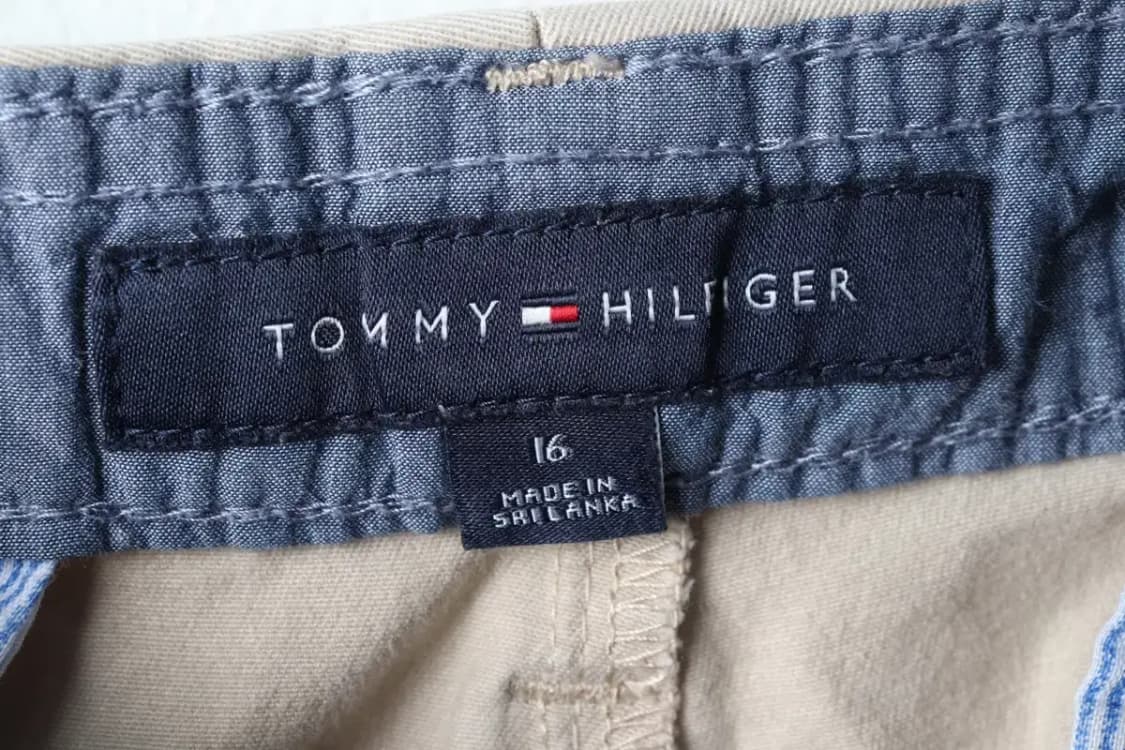 TOMMY HILFIGER
16
MADE IN
SRI LANKA